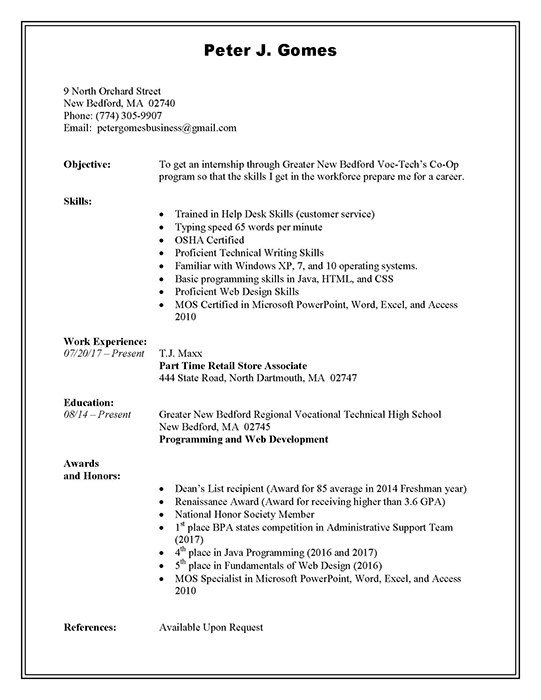 Peter J. Gomes
9 North Orchard Street
New Bedford, MA 02740
Phone: (774) 305-9907
Email: petergomesbusiness@gmail.com
Objective: To get an internship through Greater New Bedford Voc-Tech's Co-Op
program so that the skills I get in the workforce prepare me for a career.
Skills:
• Trained in Help Desk Skills (customer service)
• Typing speed 65 words per minute
• OSHA Certified
• Proficient Technical Writing Skills
• Familiar with Windows XP, 7, and 10 operating systems.
• Basic programming skills in Java, HTML, and CSS
• Proficient Web Design Skills
• MOS Certified in Microsoft PowerPoint, Word, Excel, and Access
2010
Work Experience:
07/20/17 – Present T.J. Maxx
Part Time Retail Store Associate
444 State Road, North Dartmouth, MA 02747
Education:
08/14 – Present Greater New Bedford Regional Vocational Technical High School
New Bedford, MA 02745
Programming and Web Development
Awards
and Honors:
• Dean's List recipient (Award for 85 average in 2014 Freshman year)
• Renaissance Award (Award for receiving higher than 3.6 GPA)
• National Honor Society Member
• 1st place BPA states competition in Administrative Support Team
(2017)
• 4th place in Java Programming (2016 and 2017)
• 5th place in Fundamentals of Web Design (2016)
• MOS Specialist in Microsoft PowerPoint, Word, Excel, and Access
2010
References: Available Upon Request